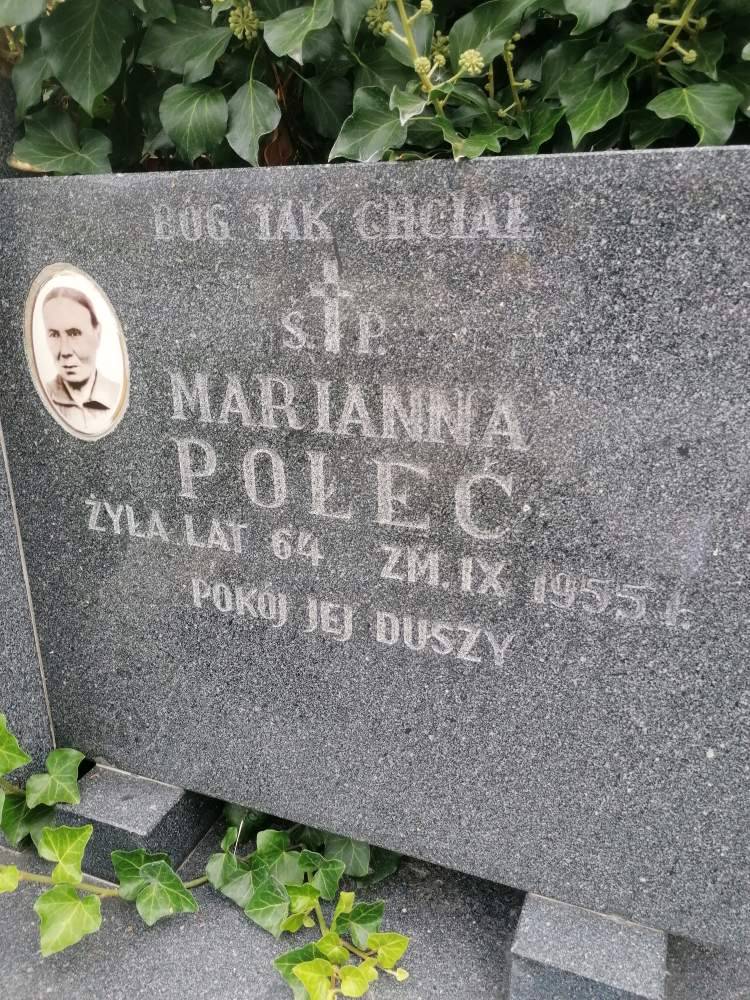 BÓG TAK CHCIAŁ
Ś.P.
MARIANNA
POŁEĆ
ŻYŁA LAT 64 ZM. IX 1955 r.
POKÓJ JEJ DUSZY